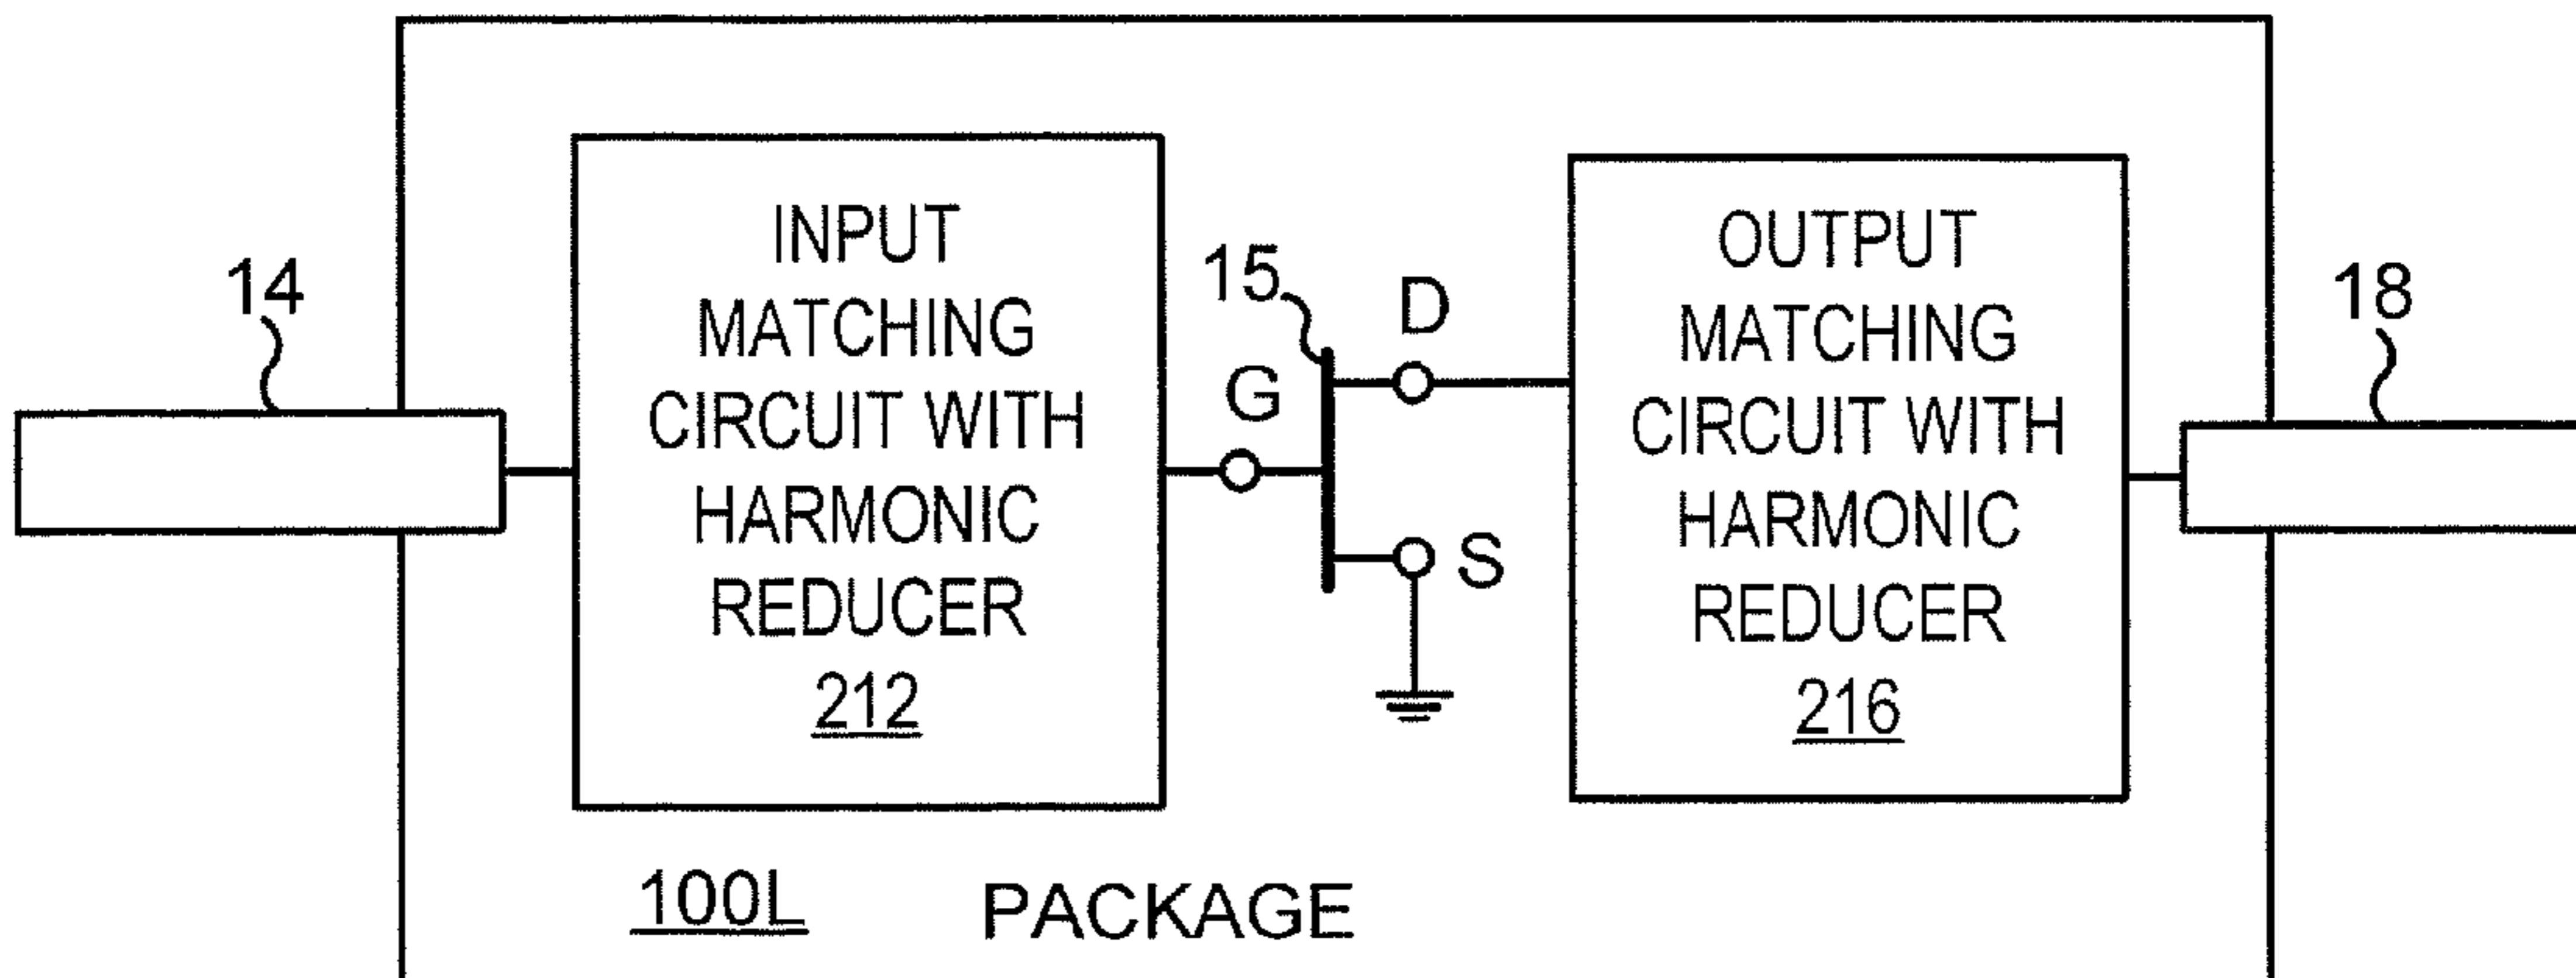 14
INPUT
MATCHING
CIRCUIT WITH
HARMONIC
REDUCER
212
15
G
D
S
OUTPUT
MATCHING
CIRCUIT WITH
HARMONIC
REDUCER
216
18
100L
PACKAGE